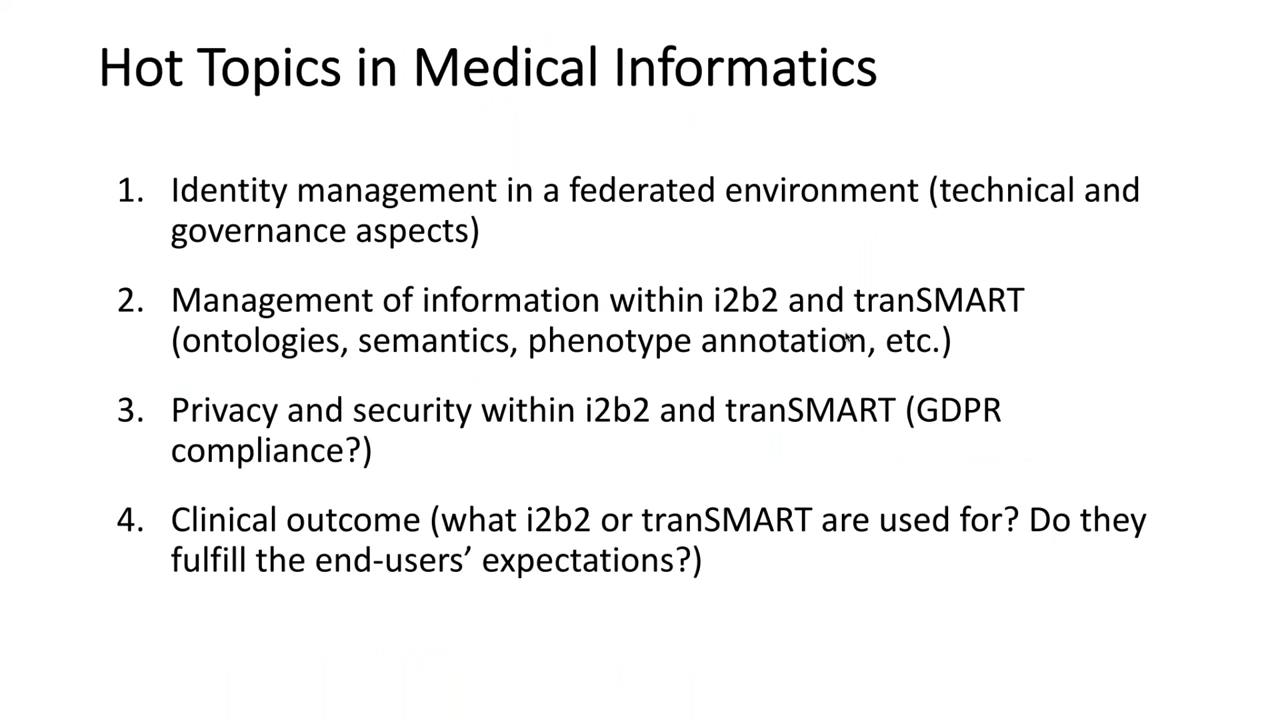 Hot Topics in Medical Informatics
1. Identity management in a federated environment (technical and
governance aspects)
2. Management of information within i2b2 and tranSMART
(ontologies, semantics, phenotype annotation, etc.)
3. Privacy and security within i2b2 and tranSMART (GDPR
compliance?)
4. Clinical outcome (what i2b2 or tranSMART are used for? Do they
fulfill the end-users’ expectations?)